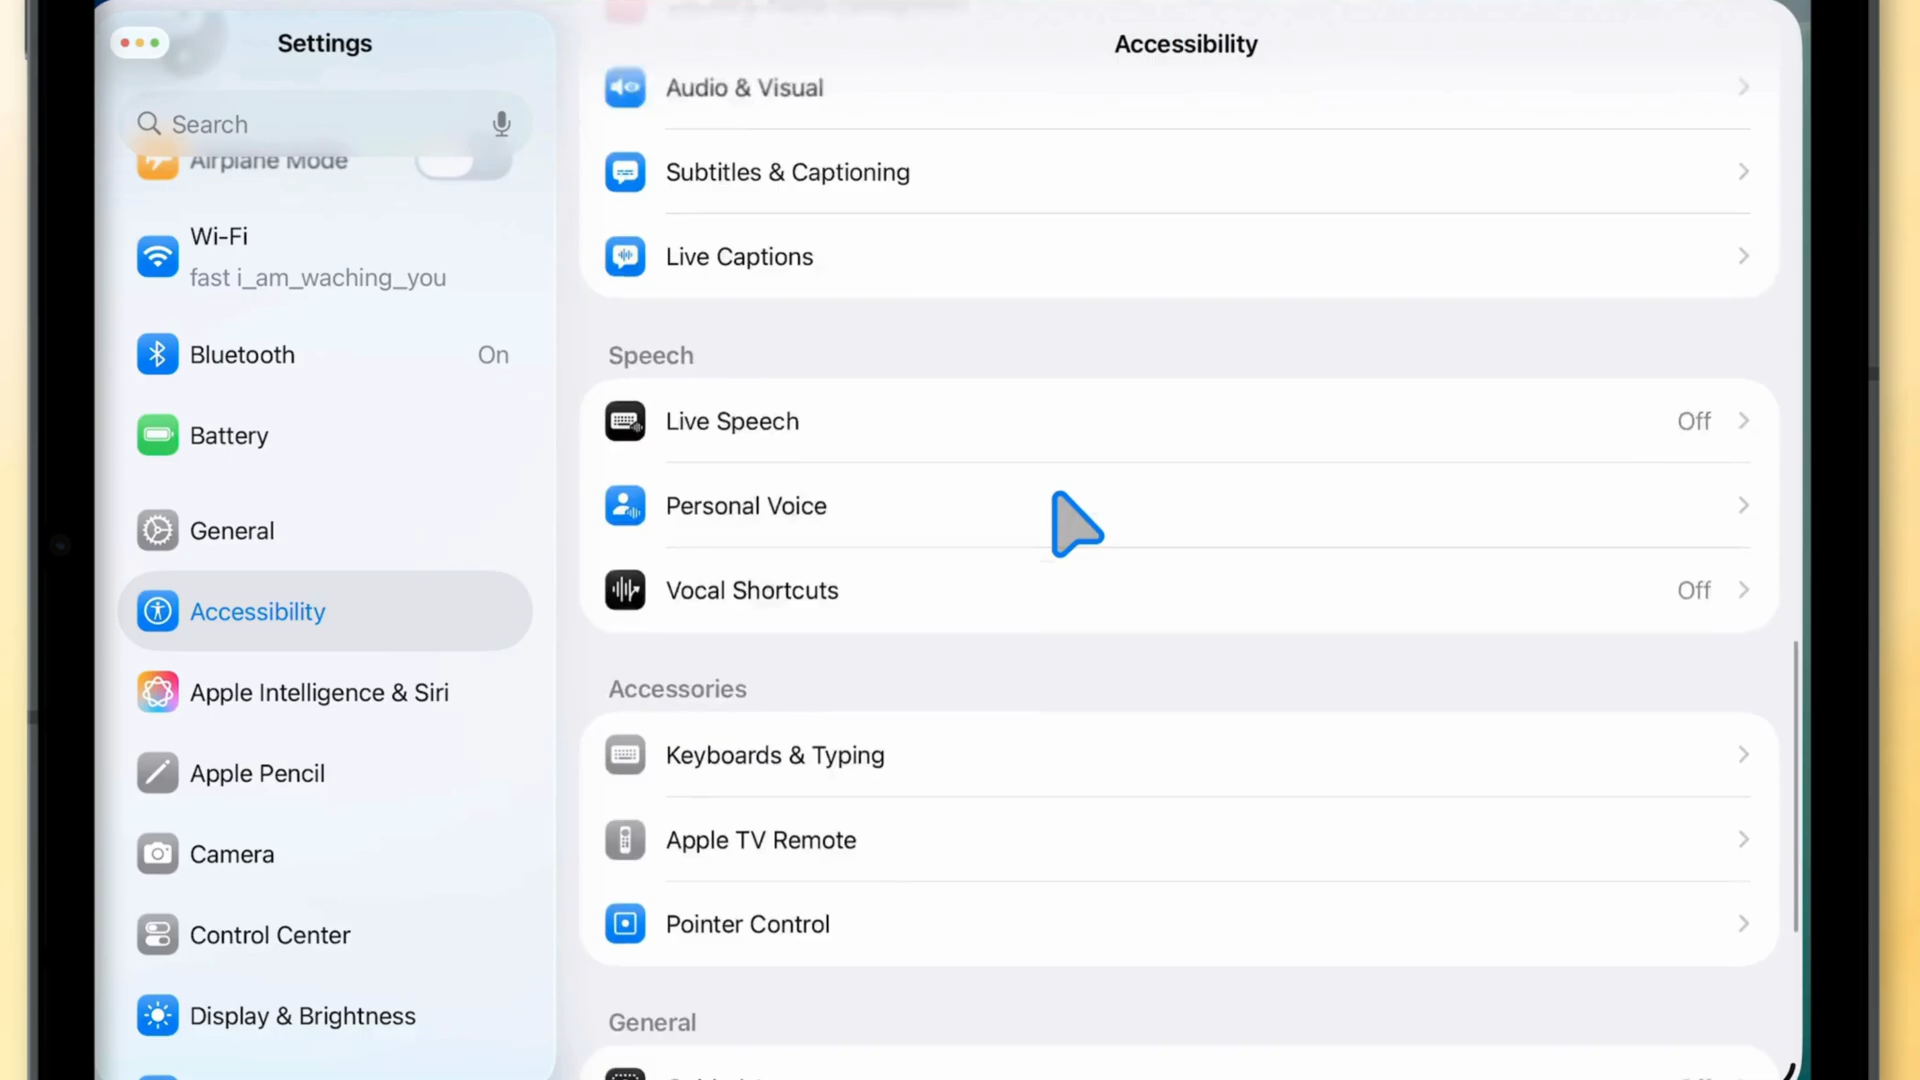 Settings
Search
Airplane Mode
Wi-Fi
fast i_am_waching_you
Bluetooth
On
Battery
General
Accessibility
Apple Intelligence & Siri
Apple Pencil
Camera
Control Center
Display & Brightness
Accessibility
Audio & Visual
Subtitles & Captioning
Live Captions
Speech
Live Speech
Off
Personal Voice
Vocal Shortcuts
Off
Accessories
Keyboards & Typing
Apple TV Remote
Pointer Control
General